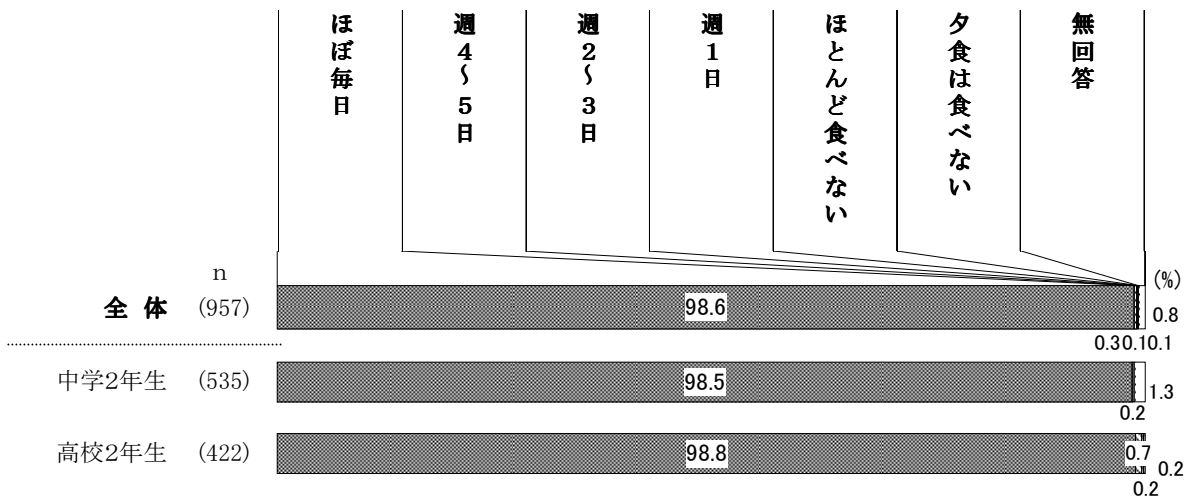 ほぼ毎日
週4～5日
週2～3日
週1日
ほとんど食べない
夕食は食べない
無回答
n
(%)
全 体 (957) 98.6 0.8
0.3 0.1 0.1
中学2年生 (535) 98.5 1.3
0.2
高校2年生 (422) 98.8 0.7 0.2
0.2